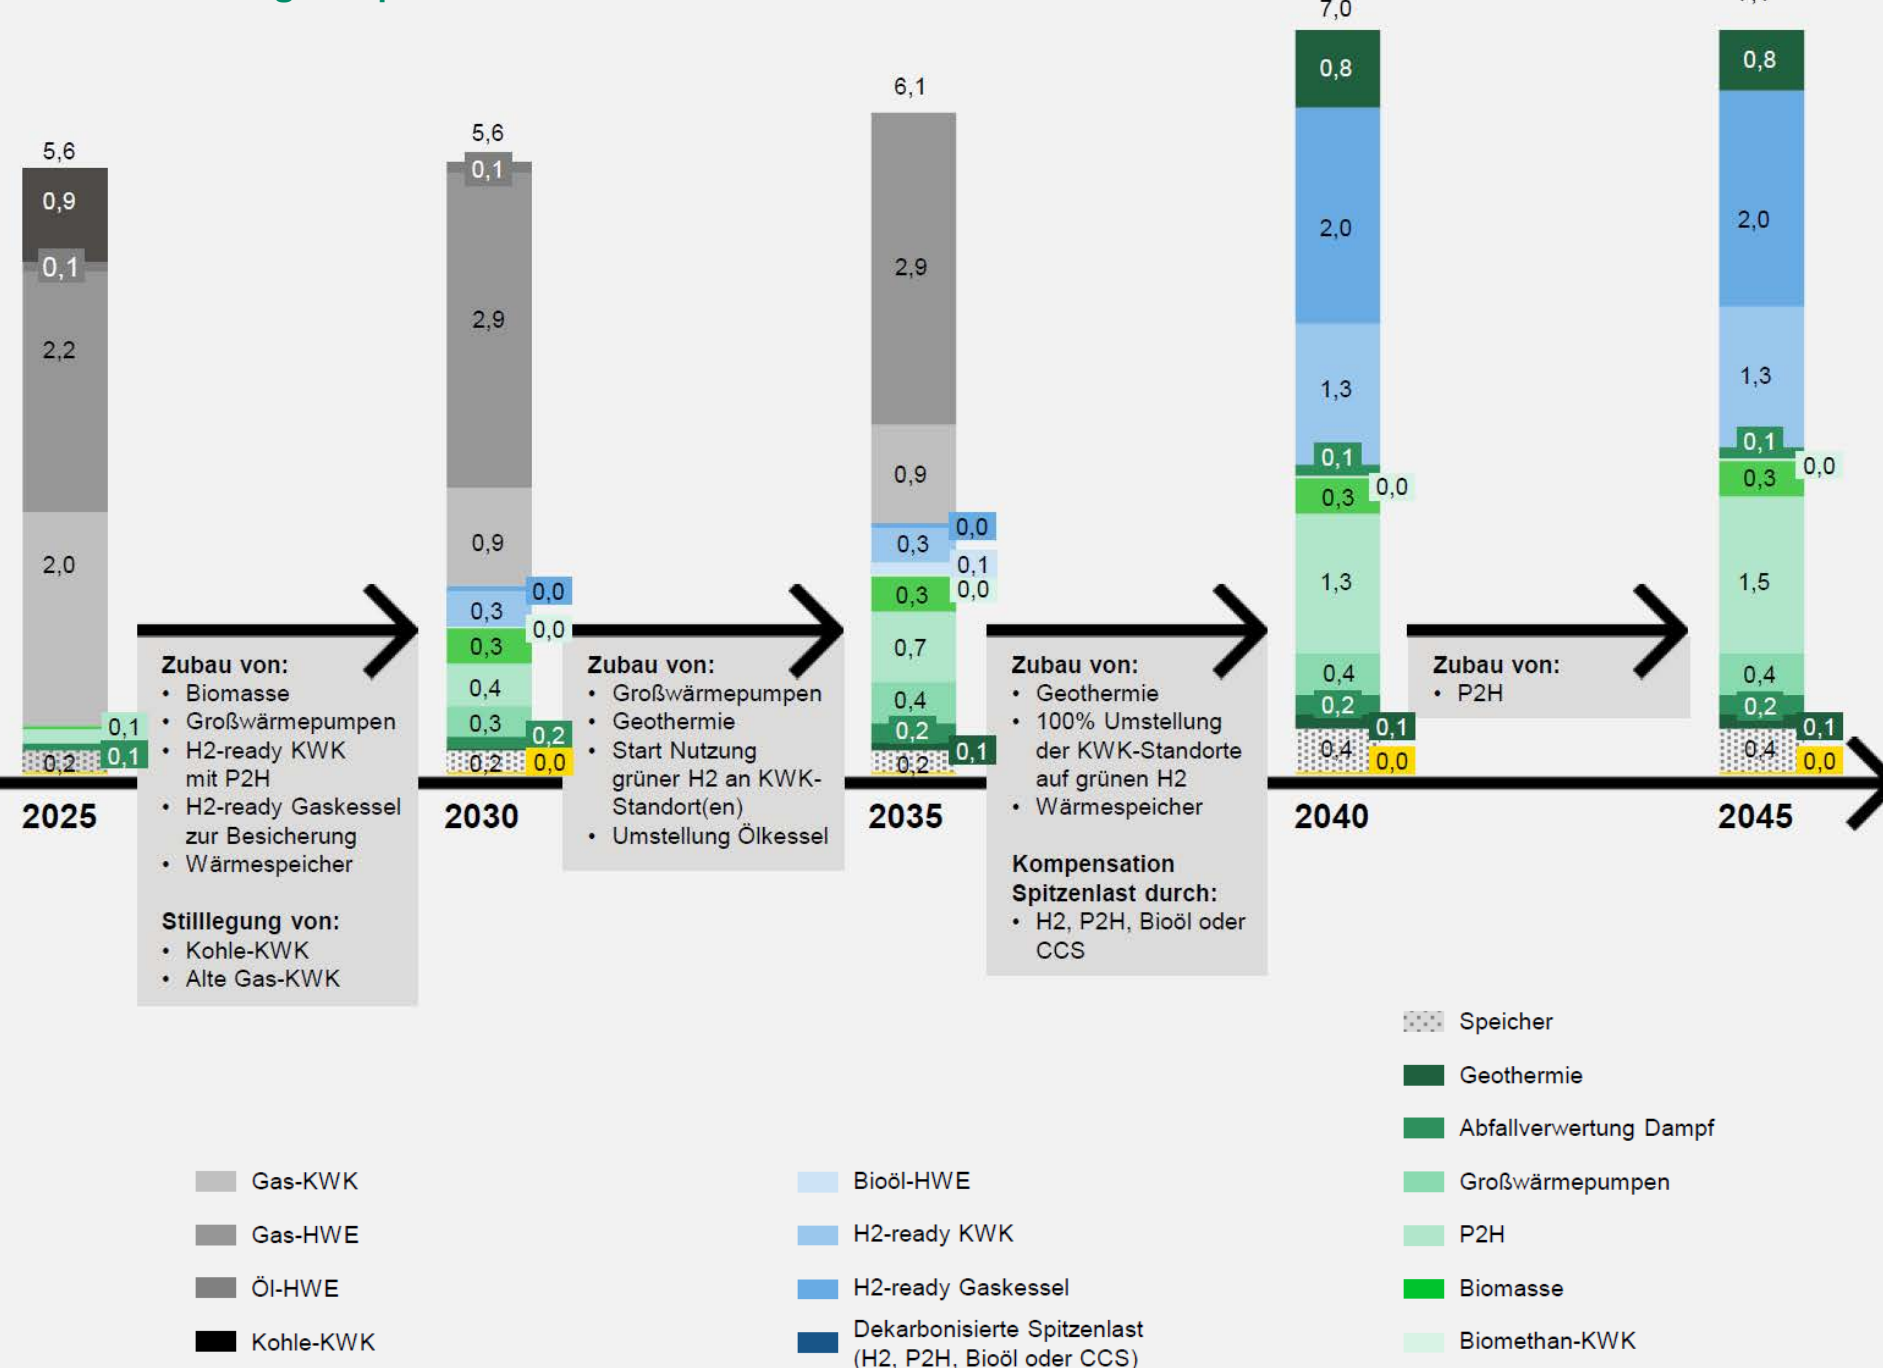 7,0
5,6
0,9
0,1
2,2
2,0
0,1
0,1
0,2
2025
Zubau von:
• Biomasse
• Großwärmepumpen
• H2-ready KWK
mit P2H
• H2-ready Gaskessel
zur Besicherung
• Wärmespeicher
Stilllegung von:
• Kohle-KWK
• Alte Gas-KWK
5,6
0,1
2,9
0,9
0,0
0,3
0,0
0,3
0,4
0,3
0,2
0,2
0,0
2030
Zubau von:
• Großwärmepumpen
• Geothermie
• Start Nutzung
grüner H2 an KWK-
Standort(en)
• Umstellung Ölkessel
6,1
2,9
0,9
0,0
0,3
0,1
0,0
0,3
0,7
0,4
0,2
0,1
0,2
2035
Zubau von:
• Geothermie
• 100% Umstellung
der KWK-Standorte
auf grünen H2
• Wärmespeicher
Kompensation
Spitzenlast durch:
• H2, P2H, Bioöl oder
CCS
0,8
2,0
1,3
0,1
0,0
0,3
1,3
0,4
0,2
0,1
0,4
0,0
2040
Zubau von:
• P2H
0,8
2,0
1,3
0,1
0,0
0,3
1,5
0,4
0,2
0,1
0,4
0,0
2045
Gas-KWK
Gas-HWE
Öl-HWE
Kohle-KWK
Bioöl-HWE
H2-ready KWK
H2-ready Gaskessel
Dekarbonisierte Spitzenlast
(H2, P2H, Bioöl oder CCS)
Speicher
Geothermie
Abfallverwertung Dampf
Großwärmepumpen
P2H
Biomasse
Biomethan-KWK